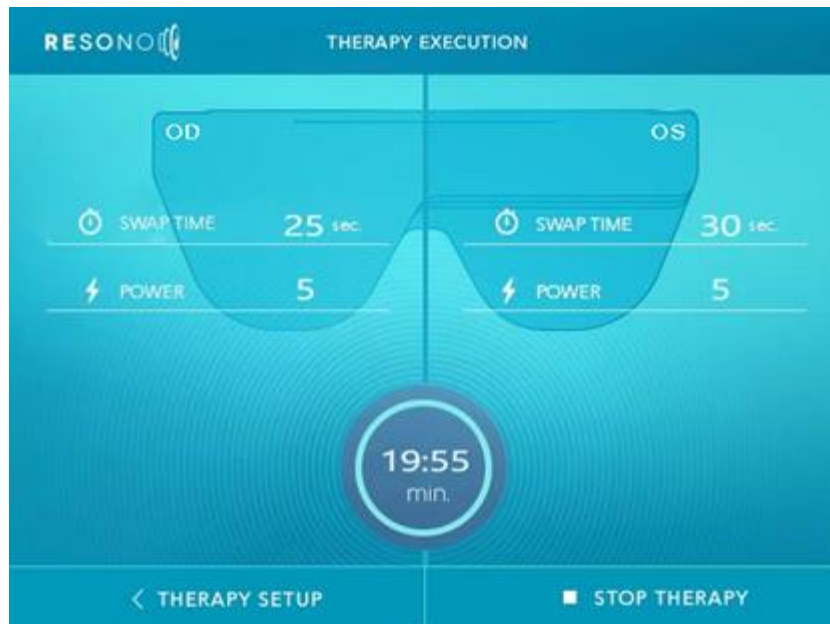 RESONO
THERAPY EXECUTION
OD
OS
SWAP TIME 25 sec.
SWAP TIME 30 sec.
POWER 5
POWER 5
19:55
min.
< THERAPY SETUP
STOP THERAPY